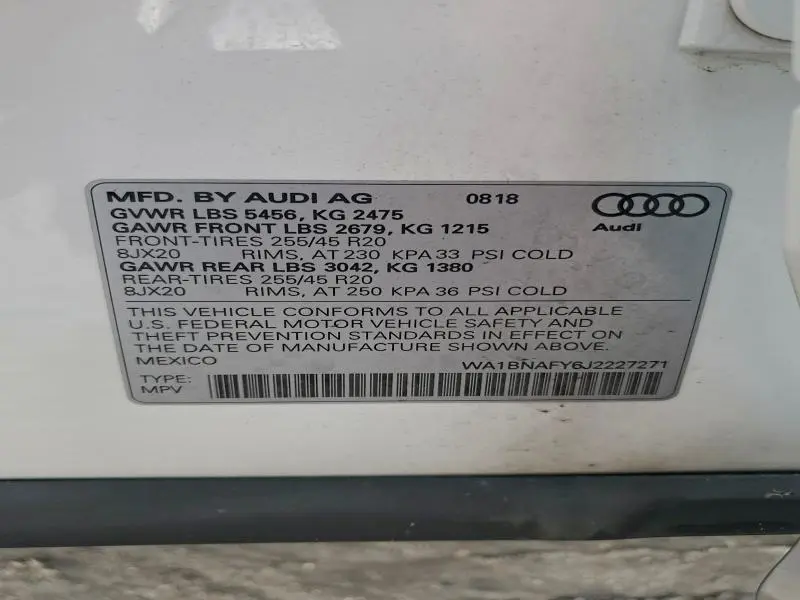 MFD. BY AUDI AG 0818
GVWR LBS 5456, KG 2475
GAWR FRONT LBS 2679, KG 1215
FRONT-TIRES 255/45 R20
8JX20 RIMS, AT 230 KPA 33 PSI COLD
GAWR REAR LBS 3042, KG 1380
REAR-TIRES 255/45 R20
8JX20 RIMS, AT 250 KPA 36 PSI COLD
Audi
THIS VEHICLE CONFORMS TO ALL APPLICABLE
U.S. FEDERAL MOTOR VEHICLE SAFETY AND
THEFT PREVENTION STANDARDS IN EFFECT ON
THE DATE OF MANUFACTURE SHOWN ABOVE.
MEXICO WA1BNAFY6J2227271
TYPE:
MPV